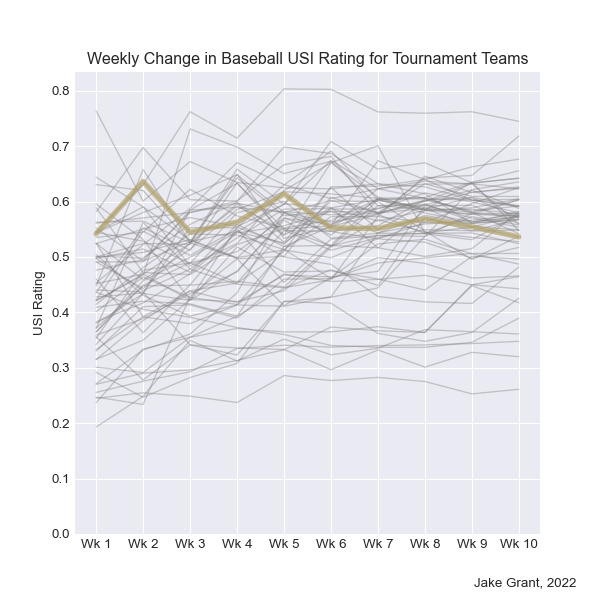 Weekly Change in Baseball USI Rating for Tournament Teams
USI Rating
0.8
0.7
0.6
0.5
0.4
0.3
0.2
0.1
0.0
Wk 1 Wk 2 Wk 3 Wk 4 Wk 5 Wk 6 Wk 7 Wk 8 Wk 9 Wk 10
Jake Grant, 2022